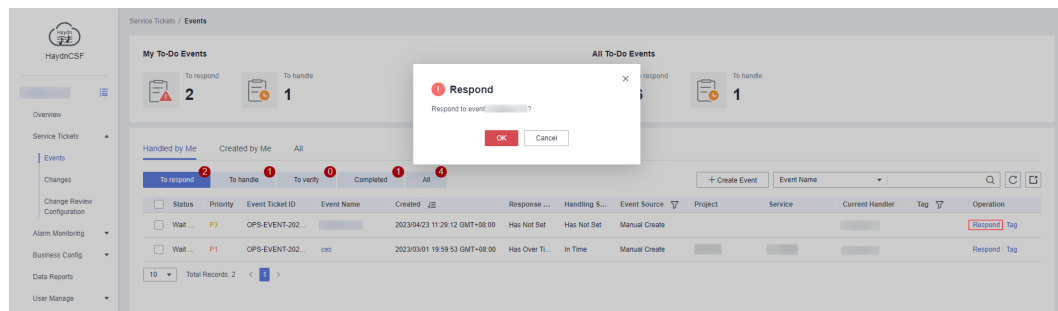 HaydnCSF
Overview
Service Tickets
Events
Changes
Change Review
Configuration
Alarm Monitoring
Business Config
Data Reports
User Manage
Service Tickets / Events
My To-Do Events
To respond
2
To handle
1
All To-Do Events
respond
To handle
1
Respond
Respond to event ?
OK
Cancel
Handled by Me Created by Me All
To respond 2 To handle 1 To verify 0 Completed 1 All 4
+ Create Event Event Name
Status Priority Event Ticket ID Event Name Created Response ... Handling S... Event Source Project Service Current Handler Tag Operation
Wait ... P3 OPS-EVENT-202... 2023/04/23 11:29:12 GMT+08:00 Has Not Set Has Not Set Manual Create Respond Tag
Wait ... P1 OPS-EVENT-202... ces 2023/03/01 19:59:53 GMT+08:00 Has Over Ti... In Time Manual Create Respond Tag
10 Total Records: 2 < 1 >